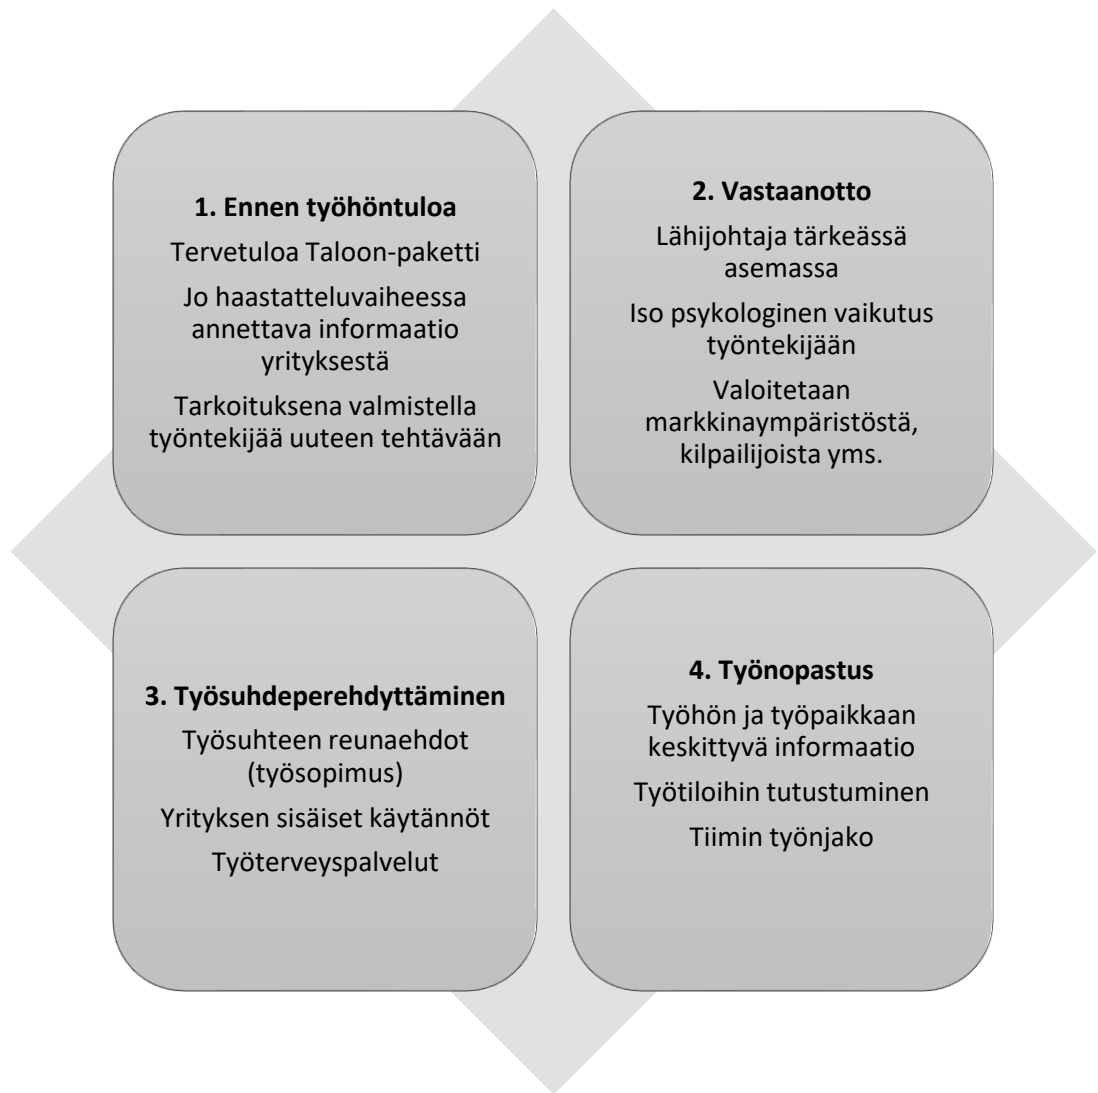 1. Ennen työhöntuloa
Tervetuloa Taloon-paketti
Jo haastatteluvaiheessa
annettava informaatio
yrityksestä
Tarkoituksena valmistella
työntekijää uuteen tehtävään
2. Vastaanotto
Lähijohtaja tärkeässä
asemassa
Iso psykologinen vaikutus
työntekijään
Valoitetaan
markkinaympäristöstä,
kilpailijoista yms.
3. Työsuhdeperehdyttäminen
Työsuhteen reunaehdot
(työsopimus)
Yrityksen sisäiset käytännöt
Työterveyspalvelut
4. Työnopastus
Työhön ja työpaikkaan
keskittyvä informaatio
Työtiloihin tutustuminen
Tiimin työnjako